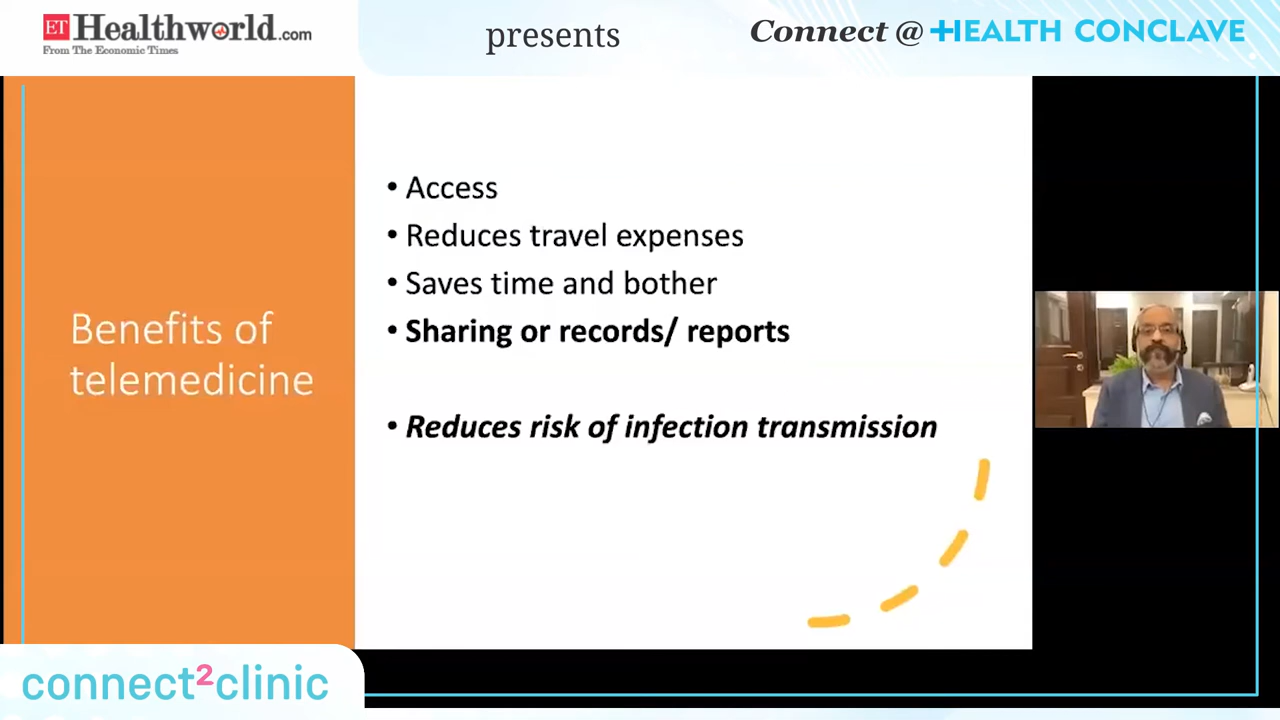 ET Healthworld.com
From The Economic Times
presents
Connect @ HEALTH CONCLAVE
Benefits of
telemedicine
• Access
• Reduces travel expenses
• Saves time and bother
• Sharing or records/ reports
• Reduces risk of infection transmission
connect2clinic